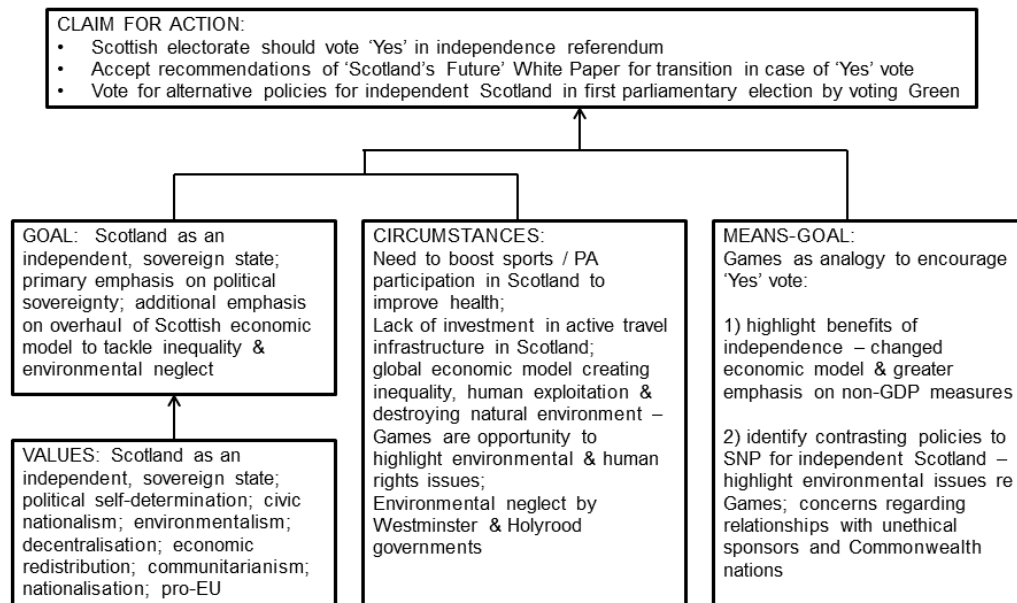 CLAIM FOR ACTION:
• Scottish electorate should vote ‘Yes’ in independence referendum
• Accept recommendations of ‘Scotland’s Future’ White Paper for transition in case of ‘Yes’ vote
• Vote for alternative policies for independent Scotland in first parliamentary election by voting Green
GOAL: Scotland as an
independent, sovereign state;
primary emphasis on political
sovereignty; additional emphasis
on overhaul of Scottish economic
model to tackle inequality &
environmental neglect
VALUES: Scotland as an
independent, sovereign state;
political self-determination; civic
nationalism; environmentalism;
decentralisation; economic
redistribution; communitarianism;
nationalisation; pro-EU
CIRCUMSTANCES:
Need to boost sports / PA
participation in Scotland to
improve health;
Lack of investment in active travel
infrastructure in Scotland;
global economic model creating
inequality, human exploitation &
destroying natural environment –
Games are opportunity to
highlight environmental & human
rights issues;
Environmental neglect by
Westminster & Holyrood
governments
MEANS-GOAL:
Games as analogy to encourage
‘Yes’ vote:
1) highlight benefits of
independence – changed
economic model & greater
emphasis on non-GDP measures
2) identify contrasting policies to
SNP for independent Scotland –
highlight environmental issues re
Games; concerns regarding
relationships with unethical
sponsors and Commonwealth
nations